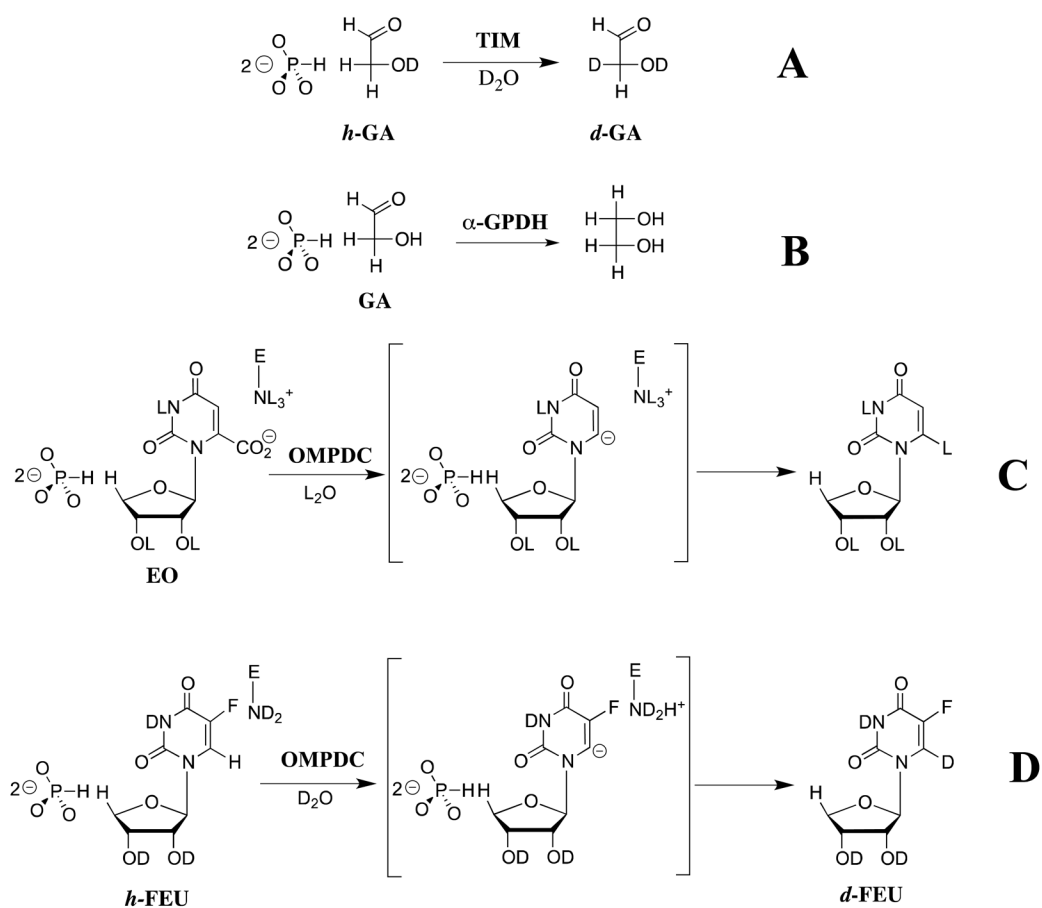 H O
O
2⊖ P–H H OD TIM D OD A
O O H D₂O H
h-GA d-GA
H O H
O H OH
2⊖ P–H H OH α-GPDH H OH B
O O H H
GA
E
O NL₃⁺ O E O
LN LN NL₃⁺ LN
O N CO₂⊖ OMPDC O N ⊖ O N L
O
2⊖ P–H H O L₂O 2⊖ P–HH O H O C
O O
OL OL OL OL OL OL
EO
E
O F ND₂ O F E O F
DN DN ND₂H⁺ DN
O N H OMPDC O N ⊖ O N D D
O
2⊖ P–H H O D₂O 2⊖ P–HH O H O
O O
OD OD OD OD OD OD
h-FEU d-FEU